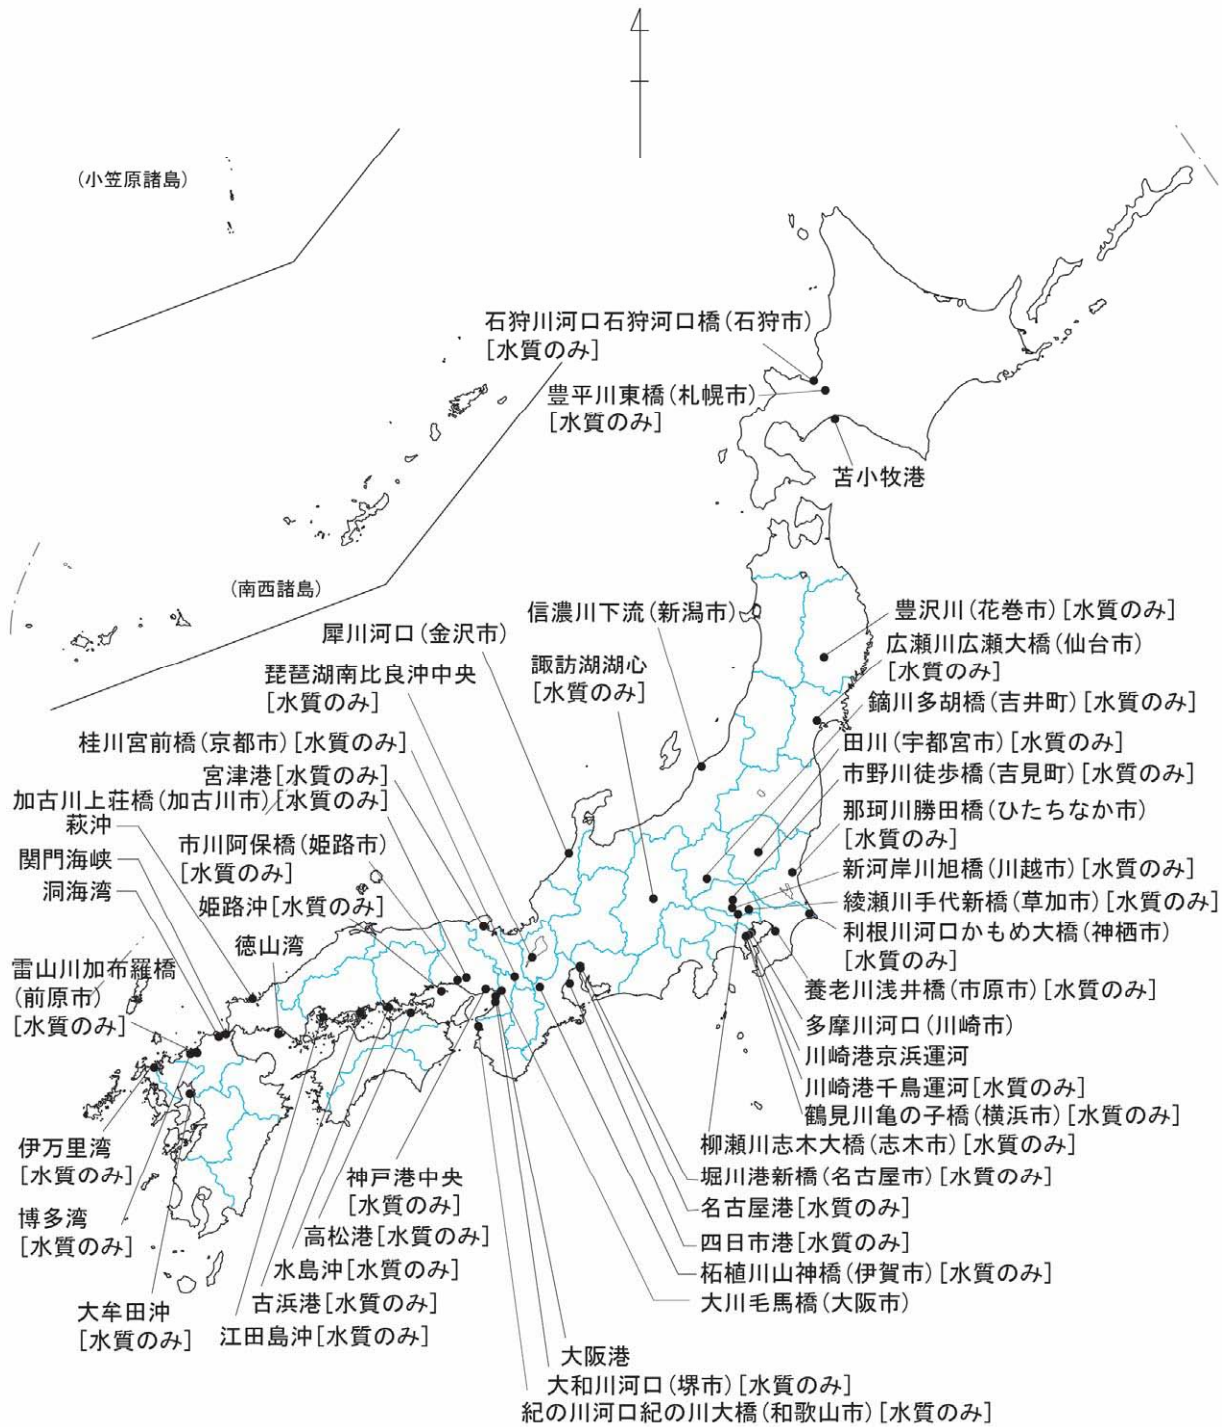 (小笠原諸島)
石狩川河口石狩河口橋(石狩市)
[水質のみ]
豊平川東橋(札幌市)
[水質のみ]
苫小牧港
(南西諸島)
豊沢川(花巻市)[水質のみ]
信濃川下流(新潟市)
犀川河口(金沢市)
広瀬川広瀬大橋(仙台市)
[水質のみ]
琵琶湖南比良沖中央
[水質のみ]
諏訪湖湖心
[水質のみ]
鏑川多胡橋(吉井町)[水質のみ]
桂川宮前橋(京都市)[水質のみ]
田川(宇都宮市)[水質のみ]
宮津港[水質のみ]
市野川徒歩橋(吉見町)[水質のみ]
加古川上荘橋(加古川市)[水質のみ]
萩沖
那珂川勝田橋(ひたちなか市)
[水質のみ]
市川阿保橋(姫路市)
[水質のみ]
関門海峡
新河岸川旭橋(川越市)[水質のみ]
洞海湾
姫路沖[水質のみ]
綾瀬川手代新橋(草加市)[水質のみ]
利根川河口かもめ大橋(神栖市)
[水質のみ]
徳山湾
雷山川加布羅橋
(前原市)
[水質のみ]
養老川浅井橋(市原市)[水質のみ]
多摩川河口(川崎市)
川崎港京浜運河
川崎港千鳥運河[水質のみ]
鶴見川亀の子橋(横浜市)[水質のみ]
柳瀬川志木大橋(志木市)[水質のみ]
伊万里湾
[水質のみ]
神戸港中央
[水質のみ]
堀川港新橋(名古屋市)[水質のみ]
名古屋港[水質のみ]
博多湾
[水質のみ]
高松港[水質のみ]
四日市港[水質のみ]
水島沖[水質のみ]
柘植川山神橋(伊賀市)[水質のみ]
古浜港[水質のみ]
大川毛馬橋(大阪市)
大牟田沖
[水質のみ]
江田島沖[水質のみ]
大阪港
大和川河口(堺市)[水質のみ]
紀の川河口紀の川大橋(和歌山市)[水質のみ]